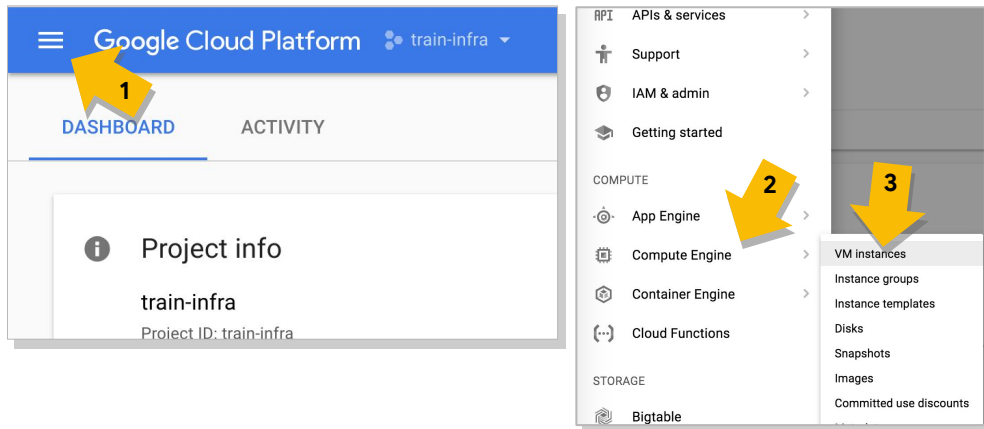 Google Cloud Platform train-infra
1
DASHBOARD ACTIVITY
Project info
train-infra
Project ID: train-infra
API APIs & services
Support
IAM & admin
Getting started
COMPUTE
2
App Engine
Compute Engine
Container Engine
Cloud Functions
STORAGE
Bigtable
3
VM instances
Instance groups
Instance templates
Disks
Snapshots
Images
Committed use discounts